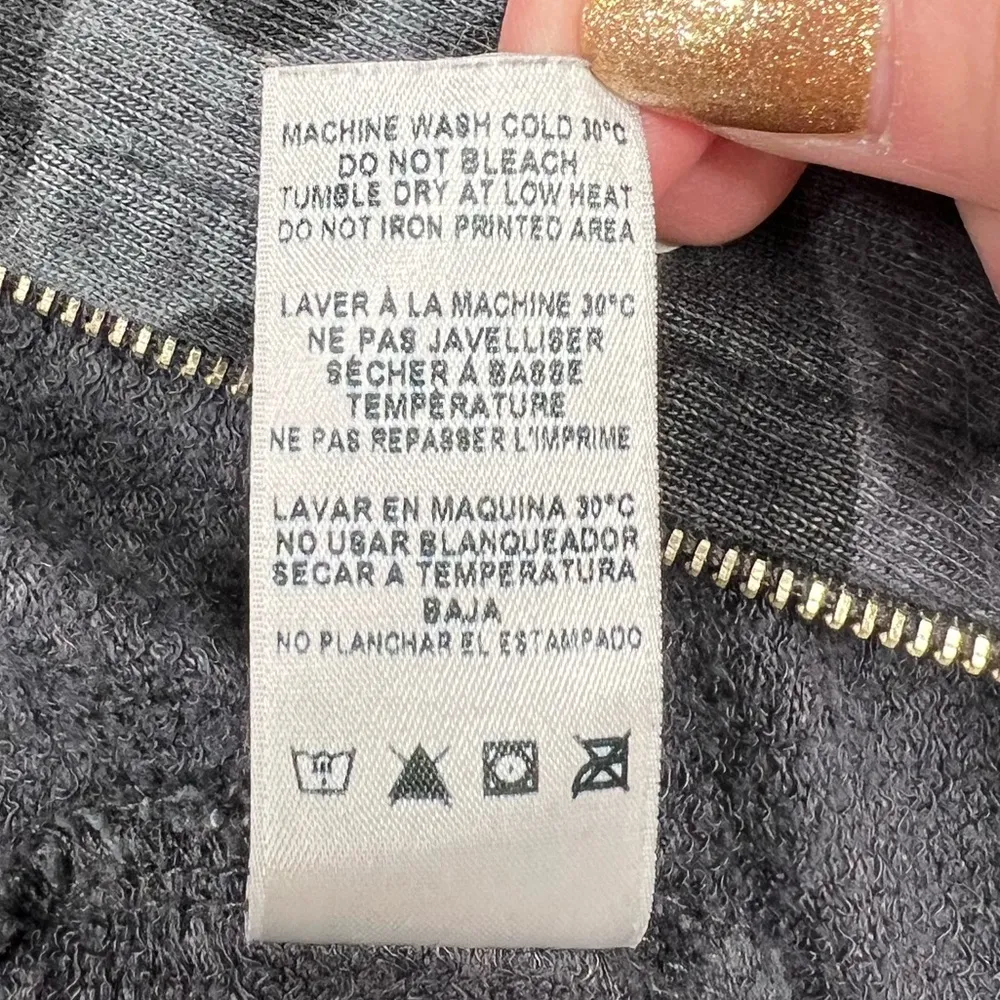 MACHINE WASH COLD 30°C
DO NOT BLEACH
TUMBLE DRY AT LOW HEAT
DO NOT IRON PRINTED AREA
LAVER À LA MACHINE 30°C
NE PAS JAVELLISER
SÉCHER À BASSE
TEMPÉRATURE
NE PAS REPASSER L'IMPRIME
LAVAR EN MAQUINA 30°C
NO USAR BLANQUEADOR
SECAR A TEMPERATURA
BAJA
NO PLANCHAR EL ESTAMPADO